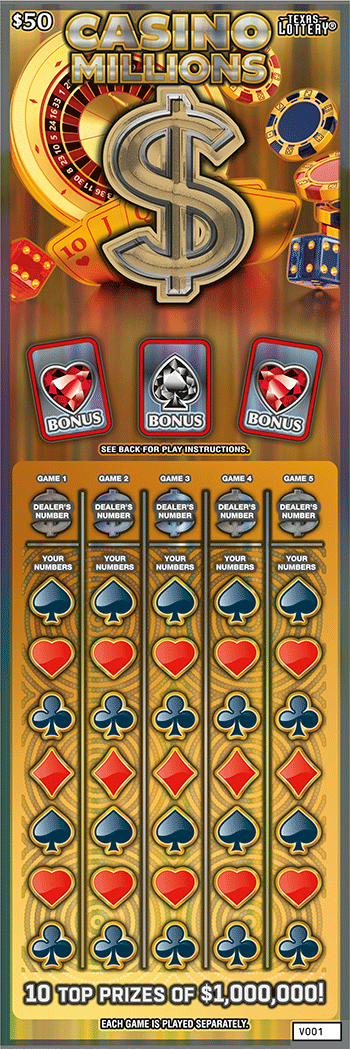 $50
CASINO
MILLIONS
TEXAS
LOTTERY®
$
10 J
BONUS BONUS BONUS
SEE BACK FOR PLAY INSTRUCTIONS.
GAME 1 GAME 2 GAME 3 GAME 4 GAME 5
DEALER'S DEALER'S DEALER'S DEALER'S DEALER'S
NUMBER NUMBER NUMBER NUMBER NUMBER
YOUR YOUR YOUR YOUR YOUR
NUMBERS NUMBERS NUMBERS NUMBERS NUMBERS
10 TOP PRIZES OF $1,000,000!
EACH GAME IS PLAYED SEPARATELY.
V001